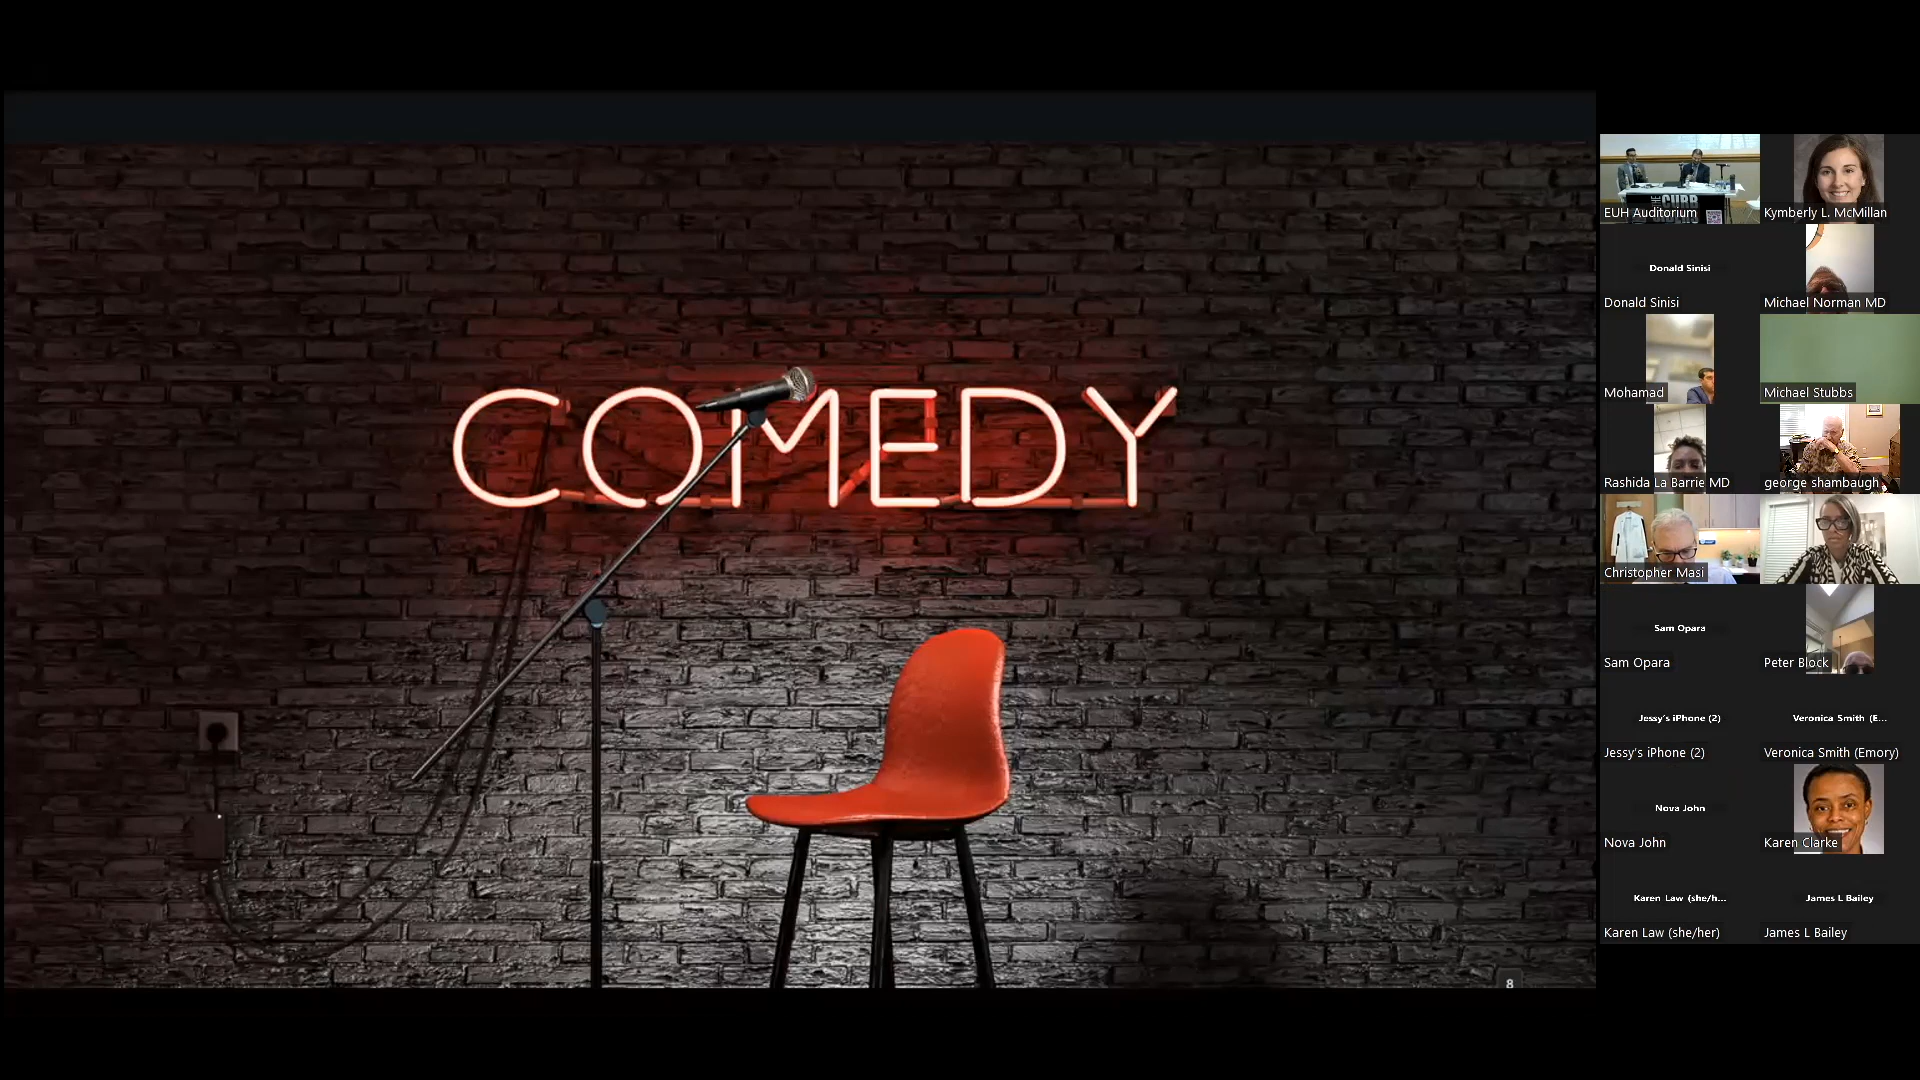 COMEDY
8
THE
CURB
EUH Auditorium
Kymberly L. McMillan
Donald Sinisi
Donald Sinisi
Michael Norman MD
Mohamad
Michael Stubbs
Rashida La Barrie MD
george shambaugh
Christopher Masi
Sam Opara
Sam Opara
Peter Block
Jessy's iPhone (2)
Veronica Smith (E...
Jessy's iPhone (2)
Veronica Smith (Emory)
Nova John
Nova John
Karen Clarke
Karen Law (she/h...
James L Bailey
Karen Law (she/her)
James L Bailey